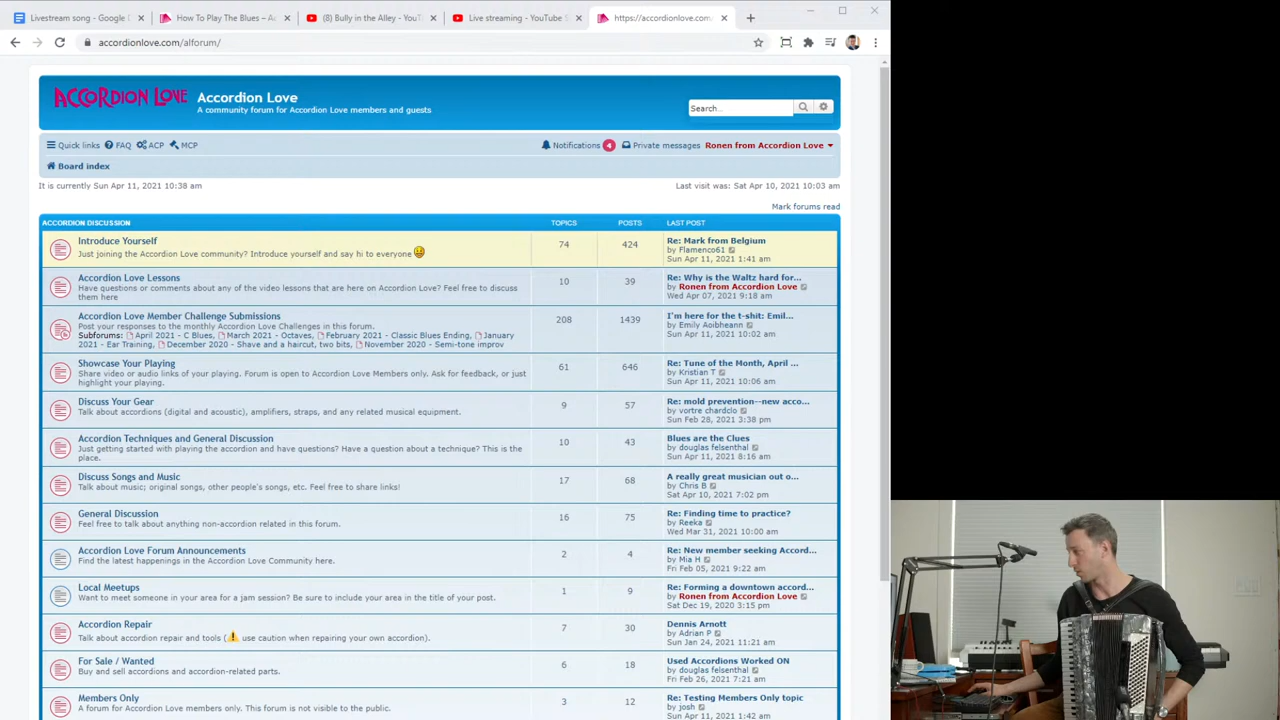 Livestream song - Google D
How To Play The Blues – A
(8) Bully in the Alley - YouT
Live streaming - YouTube S
https://accordionlove.com
accordionlove.com/alforum/
ACCORDION LOVE
Accordion Love
A community forum for Accordion Love members and guests
Search…
Quick links FAQ ACP MCP
Notifications 4 Private messages Ronen from Accordion Love
Board index
It is currently Sun Apr 11, 2021 10:38 am
Last visit was: Sat Apr 10, 2021 10:03 am
Mark forums read
ACCORDION DISCUSSION TOPICS POSTS LAST POST
Introduce Yourself
Just joining the Accordion Love community? Introduce yourself and say hi to everyone
74 424
Re: Mark from Belgium
by Flamenco61
Sun Apr 11, 2021 1:41 am
Accordion Love Lessons
Have questions or comments about any of the video lessons that are here on Accordion Love? Feel free to discuss
them here
10 39
Re: Why is the Waltz hard for…
by Ronen from Accordion Love
Wed Apr 07, 2021 9:18 am
Accordion Love Member Challenge Submissions
Post your responses to the monthly Accordion Love Challenges in this forum.
Subforums: April 2021 - C Blues, March 2021 - Octaves, February 2021 - Classic Blues Ending, January
2021 - Ear Training, December 2020 - Shave and a haircut, two bits, November 2020 - Semi-tone improv
208 1439
I'm here for the t-shit: Emil…
by Emily Aoibheann
Sun Apr 11, 2021 10:02 am
Showcase Your Playing
Share video or audio links of your playing. Forum is open to Accordion Love Members only. Ask for feedback, or just
highlight your playing.
61 646
Re: Tune of the Month, April …
by Kristian T
Sun Apr 11, 2021 10:06 am
Discuss Your Gear
Talk about accordions (digital and acoustic), amplifiers, straps, and any related musical equipment.
9 57
Re: mold prevention--new acco…
by vortre chardclo
Sun Feb 28, 2021 3:38 pm
Accordion Techniques and General Discussion
Just getting started with playing the accordion and have questions? Have a question about a technique? This is the
place.
10 43
Blues are the Clues
by douglas felsenthal
Sun Apr 11, 2021 8:16 am
Discuss Songs and Music
Talk about music; original songs, other people's songs, etc. Feel free to share links!
17 68
A really great musician out o…
by Chris B
Sat Apr 10, 2021 7:02 pm
General Discussion
Feel free to talk about anything non-accordion related in this forum.
16 75
Re: Finding time to practice?
by Reeka
Wed Mar 31, 2021 10:00 am
Accordion Love Forum Announcements
Find the latest happenings in the Accordion Love Community here.
2 4
Re: New member seeking Accord…
by Mia H
Fri Feb 05, 2021 9:22 am
Local Meetups
Want to meet someone in your area for a jam session? Be sure to include your area in the title of your post.
1 9
Re: Forming a downtown accord…
by Ronen from Accordion Love
Sat Dec 19, 2020 3:15 pm
Accordion Repair
Talk about accordion repair and tools ( use caution when repairing your own accordion).
7 30
Dennis Arnott
by Adrian P
Sun Jan 24, 2021 11:21 am
For Sale / Wanted
Buy and sell accordions and accordion-related parts.
6 18
Used Accordions Worked ON
by douglas felsenthal
Fri Feb 26, 2021 7:21 am
Members Only
A forum for Accordion Love members only. This forum is not visible to the public.
3 12
Re: Testing Members Only topic
by josh
Sun Apr 11, 2021 1:42 am